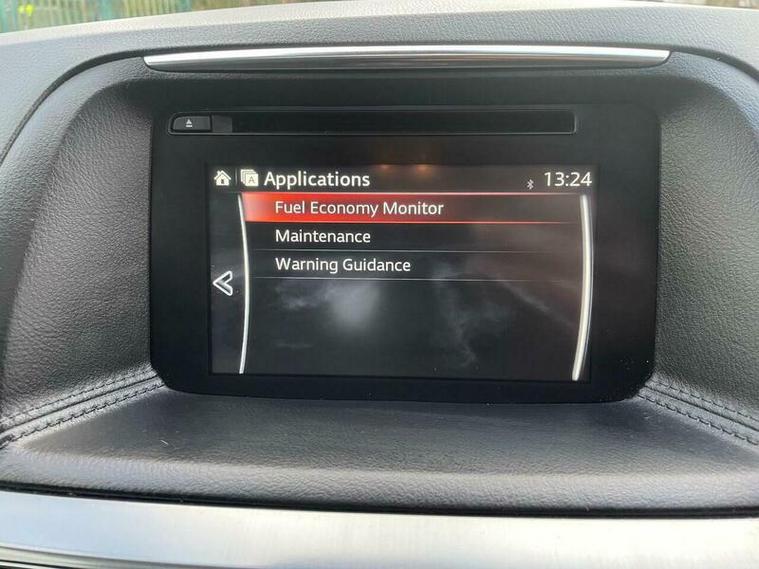 A Applications 13:24
Fuel Economy Monitor
Maintenance
Warning Guidance